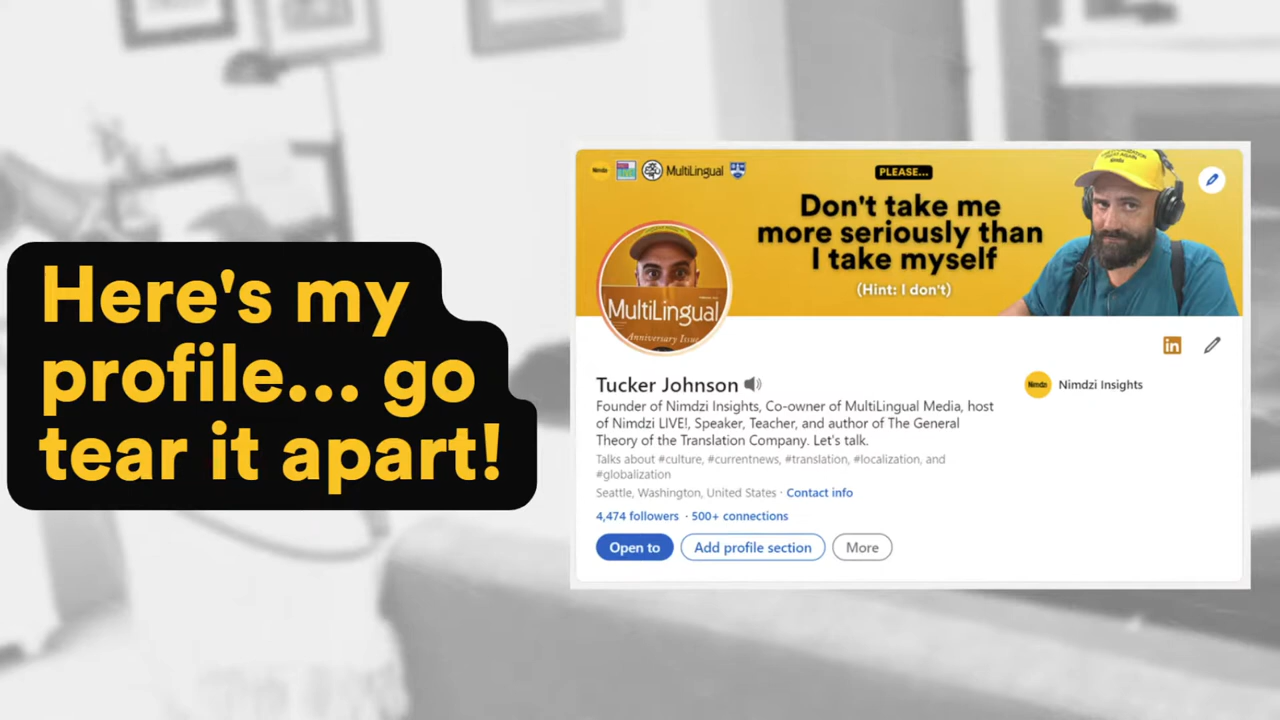 Here's my
profile... go
tear it apart!
Nimdzi
MultiLingual
PLEASE...
Don't take me
more seriously than
I take myself
(Hint: I don't)
MultiLingual
Anniversary Issue
Tucker Johnson
Founder of Nimdzi Insights, Co-owner of MultiLingual Media, host
of Nimdzi LIVE!, Speaker, Teacher, and author of The General
Theory of the Translation Company. Let's talk.
Talks about #culture, #currentnews, #translation, #localization, and
#globalization
Seattle, Washington, United States · Contact info
4,474 followers · 500+ connections
Open to
Add profile section
More
in
Nimdzi
Nimdzi Insights